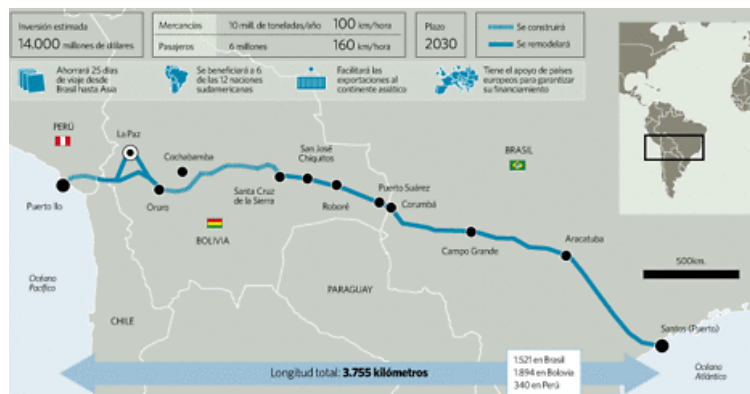 Inversión estimada
14.000 millones de dólares
Mercancías 10 mill. de toneladas/año 100 km/hora
Pasajeros 6 millones 160 km/hora
Plazo
2030
Se construirá
Se remodelará
Ahorrará 25 días
de viaje desde
Brasil hasta Asia
Se beneficiará a 6
de las 12 naciones
sudamericanas
Facilitará las
exportaciones al
continente asiático
Tiene el apoyo de países
europeos para garantizar
su financiamiento
PERÚ
La Paz
Cochabamba
San José
Chiquitos
BRASIL
Puerto Ilo
Oruro
Santa Cruz
de la Sierra
Roboré
Puerto Suárez
Corumbá
BOLIVIA
Campo Grande
Aracatuba
500km.
Océano
Pacífico
PARAGUAY
CHILE
Santos (Puerto)
Longitud total: 3.755 kilómetros
1.521 en Brasil
1.894 en Bolovia
340 en Perú
Océano
Atlántico